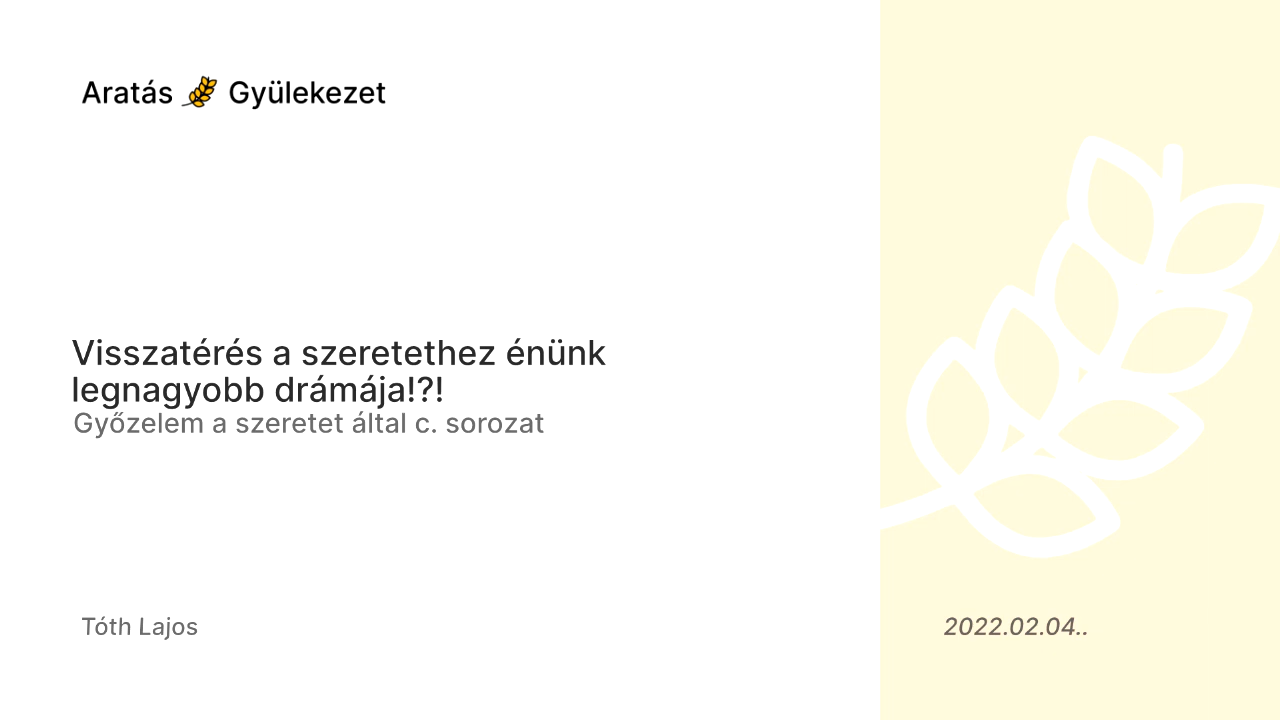 Aratás Gyülekezet
Visszatérés a szeretethez énünk
legnagyobb drámája!?!
Győzelem a szeretet által c. sorozat
Tóth Lajos
2022.02.04..